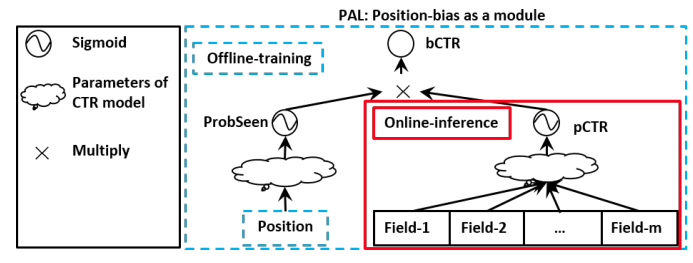 PAL: Position-bias as a module
Sigmoid
Parameters of
CTR model
Multiply
Offline-training
bCTR
ProbSeen
Online-inference
pCTR
Position
Field-1
Field-2
...
Field-m